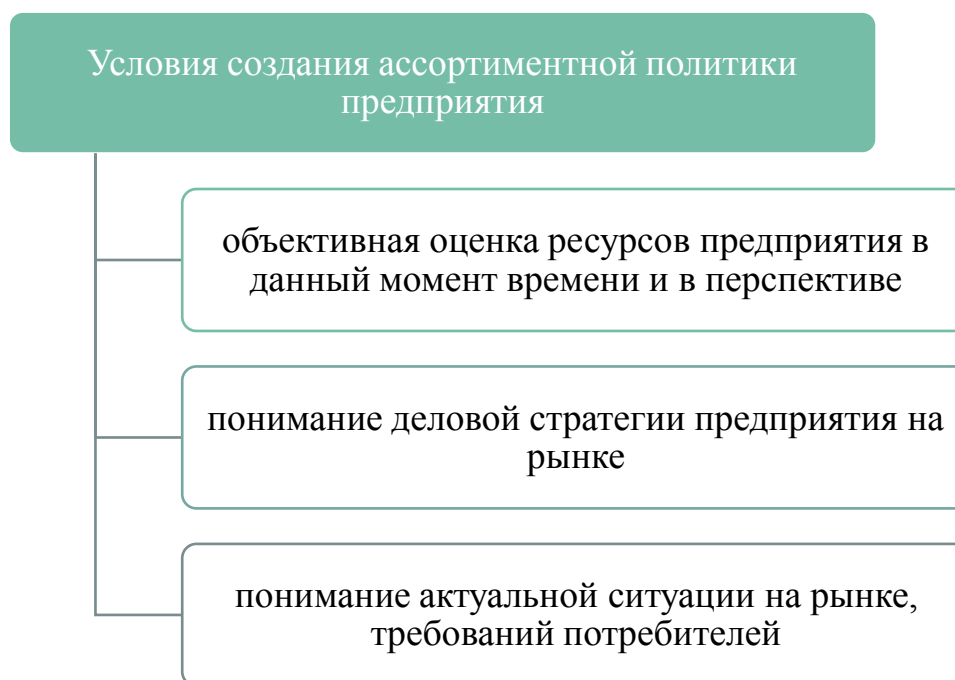 Условия создания ассортиментной политики
предприятия
объективная оценка ресурсов предприятия в
данный момент времени и в перспективе
понимание деловой стратегии предприятия на
рынке
понимание актуальной ситуации на рынке,
требований потребителей